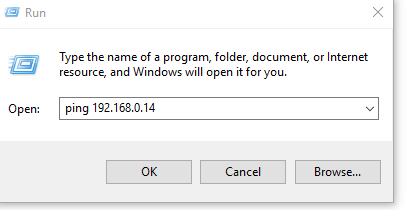 Run
Type the name of a program, folder, document, or Internet
resource, and Windows will open it for you.
Open: ping 192.168.0.14
OK Cancel Browse...